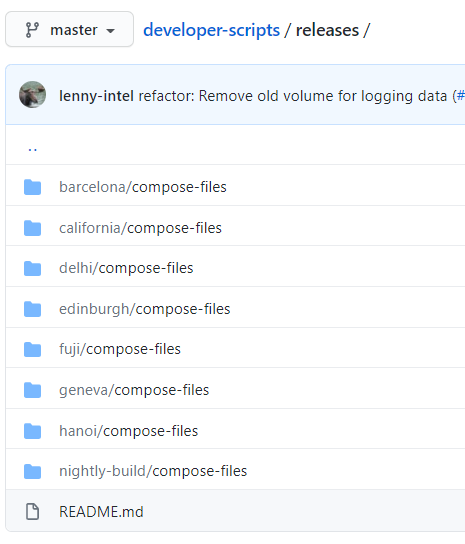 master developer-scripts / releases /
lenny-intel refactor: Remove old volume for logging data (#
..
barcelona/compose-files
california/compose-files
delhi/compose-files
edinburgh/compose-files
fuji/compose-files
geneva/compose-files
hanoi/compose-files
nightly-build/compose-files
README.md